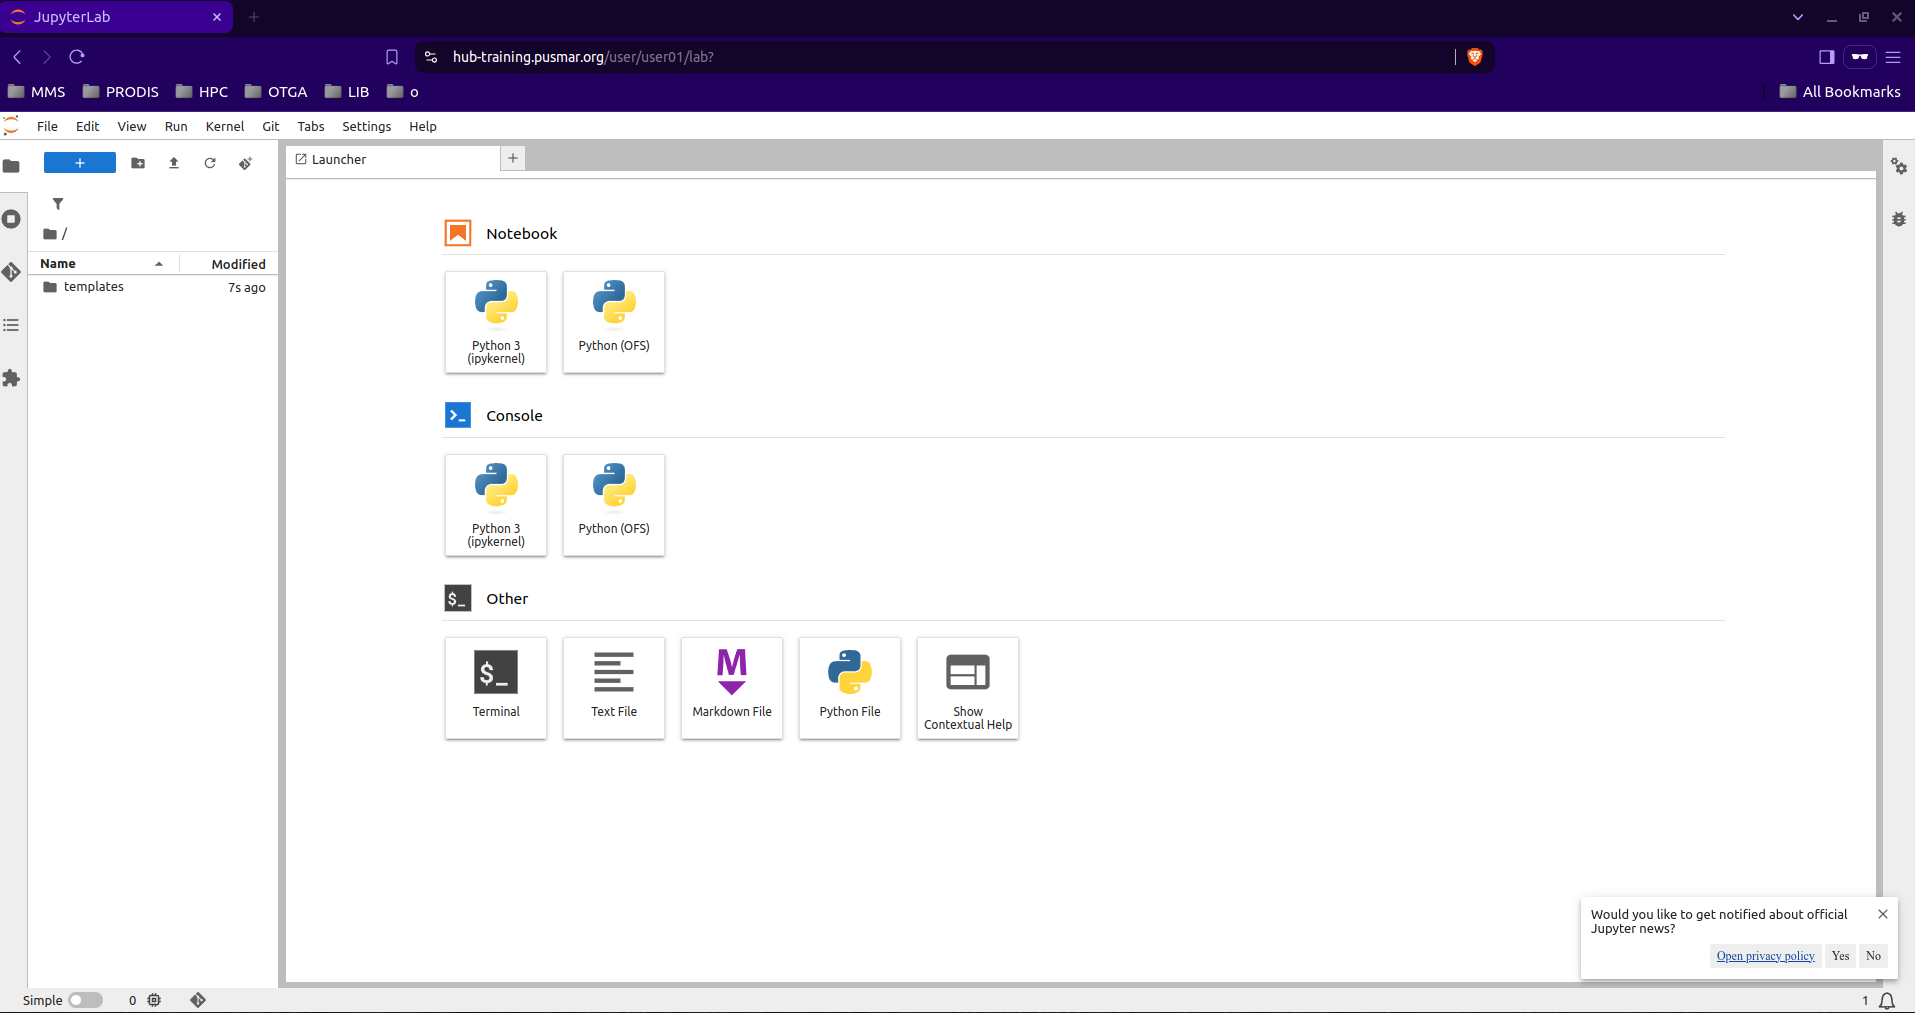 JupyterLab
hub-training.pusmar.org/user/user01/lab?
MMS PRODIS HPC OTGA LIB o All Bookmarks
File Edit View Run Kernel Git Tabs Settings Help
Launcher
/
Name Modified
templates 7s ago
Notebook
Python 3
(ipykernel)
Python (OFS)
Console
Python 3
(ipykernel)
Python (OFS)
$_ Other
$_
Terminal
Text File
M
Markdown File
Python File
Show
Contextual Help
Would you like to get notified about official
Jupyter news?
Open privacy policy Yes No
Simple 0 1